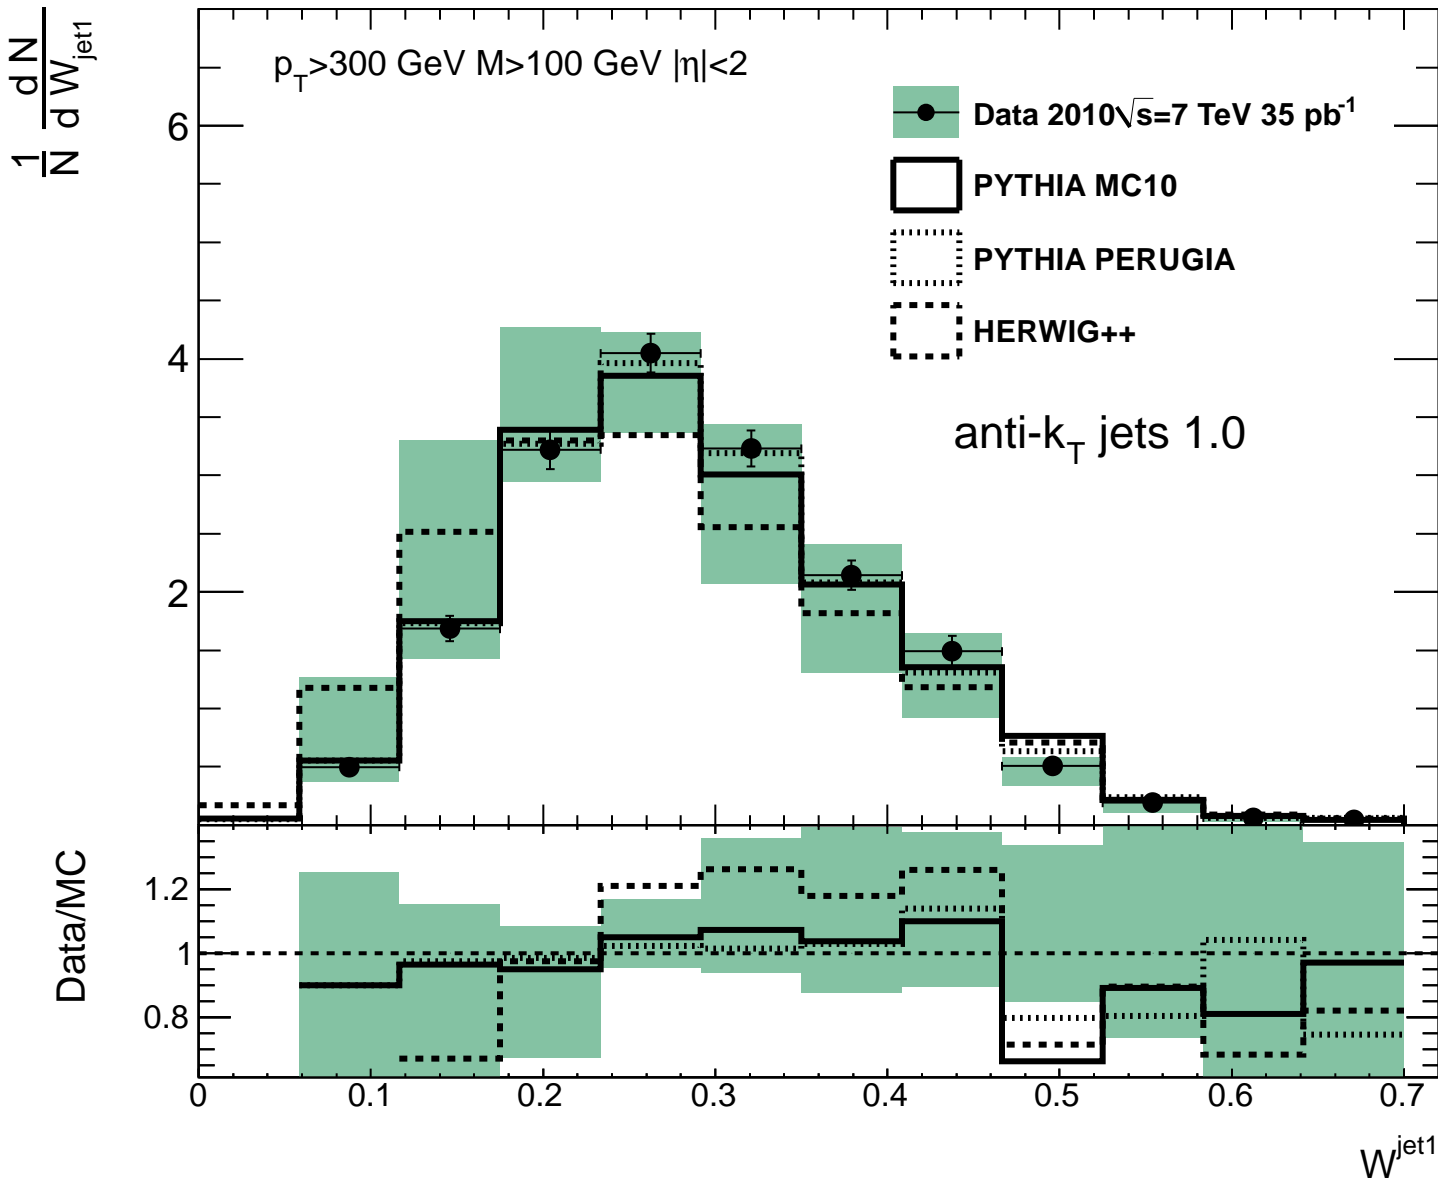 1/N dN/dW_jet1
p_T>300 GeV M>100 GeV |η|<2
Data 2010√s=7 TeV 35 pb^-1
PYTHIA MC10
PYTHIA PERUGIA
HERWIG++
anti-k_T jets 1.0
6
4
2
Data/MC
1.2
1
0.8
0 0.1 0.2 0.3 0.4 0.5 0.6 0.7
W^jet1